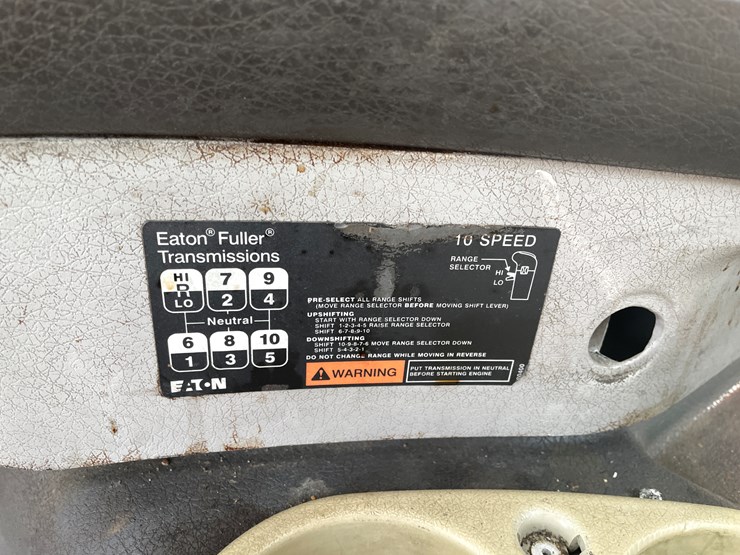 Eaton® Fuller®
Transmissions
10 SPEED
RANGE
SELECTOR
HI
LO
HI 7 9
R
LO 2 4
Neutral
6 8 10
1 3 5
EATON
PRE-SELECT ALL RANGE SHIFTS
(MOVE RANGE SELECTOR BEFORE MOVING SHIFT LEVER)
UPSHIFTING
START WITH RANGE SELECTOR DOWN
SHIFT 1-2-3-4-5 RAISE RANGE SELECTOR
SHIFT 6-7-8-9-10
DOWNSHIFTING
SHIFT 10-9-8-7-6 MOVE RANGE SELECTOR DOWN
SHIFT 5-4-3-2-1
DO NOT CHANGE RANGE WHILE MOVING IN REVERSE
WARNING
PUT TRANSMISSION IN NEUTRAL
BEFORE STARTING ENGINE